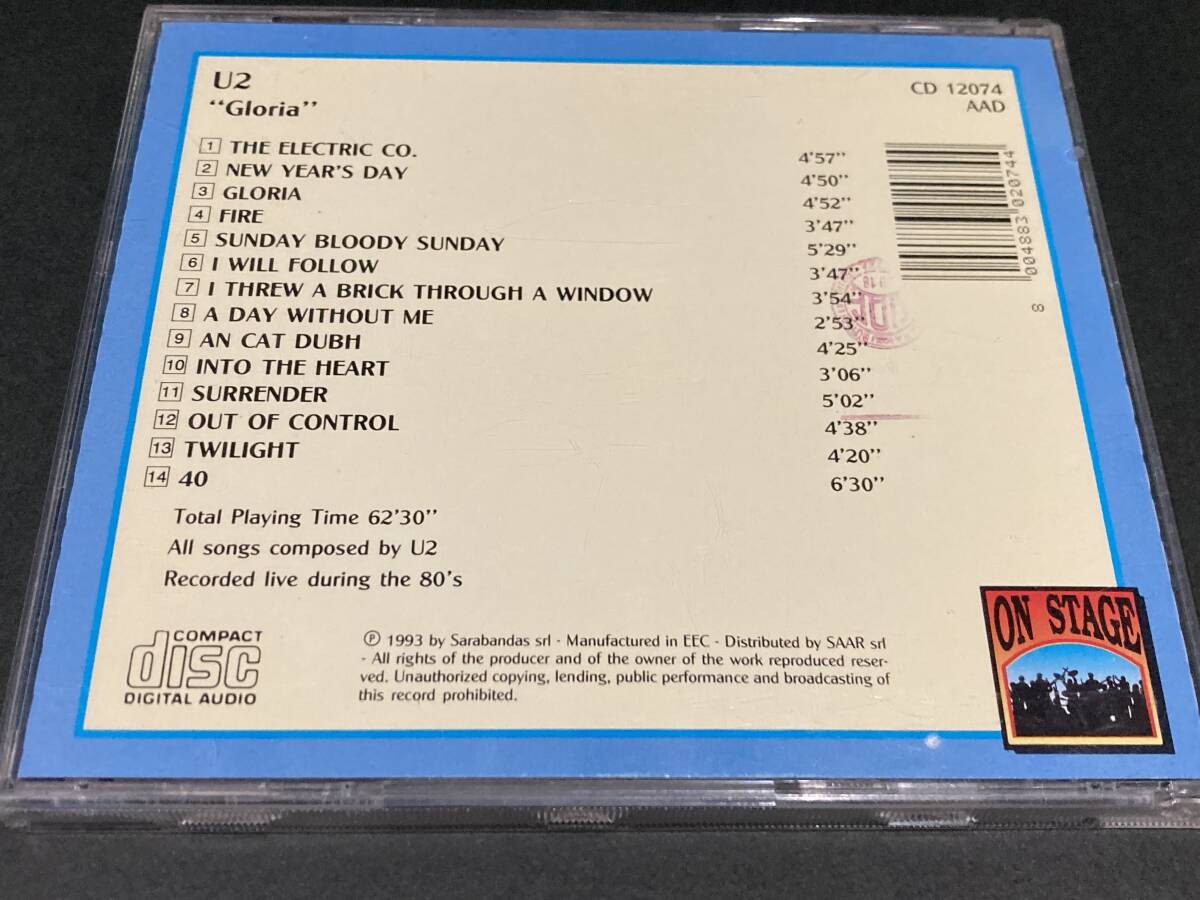 U2
"Gloria"
CD 12074
AAD
1 THE ELECTRIC CO. 4'57"
2 NEW YEAR'S DAY 4'50"
3 GLORIA 4'52"
4 FIRE 3'47"
5 SUNDAY BLOODY SUNDAY 5'29"
6 I WILL FOLLOW 3'47"
7 I THREW A BRICK THROUGH A WINDOW 3'54"
8 A DAY WITHOUT ME 2'53"
9 AN CAT DUBH 4'25"
10 INTO THE HEART 3'06"
11 SURRENDER 5'02"
12 OUT OF CONTROL 4'38"
13 TWILIGHT 4'20"
14 40 6'30"
004883 020744
8
Total Playing Time 62'30"
All songs composed by U2
Recorded live during the 80's
COMPACT
disc
DIGITAL AUDIO
℗ 1993 by Sarabandas srl - Manufactured in EEC - Distributed by SAAR srl
- All rights of the producer and of the owner of the work reproduced reser-
ved. Unauthorized copying, lending, public performance and broadcasting of
this record prohibited.
ON STAGE